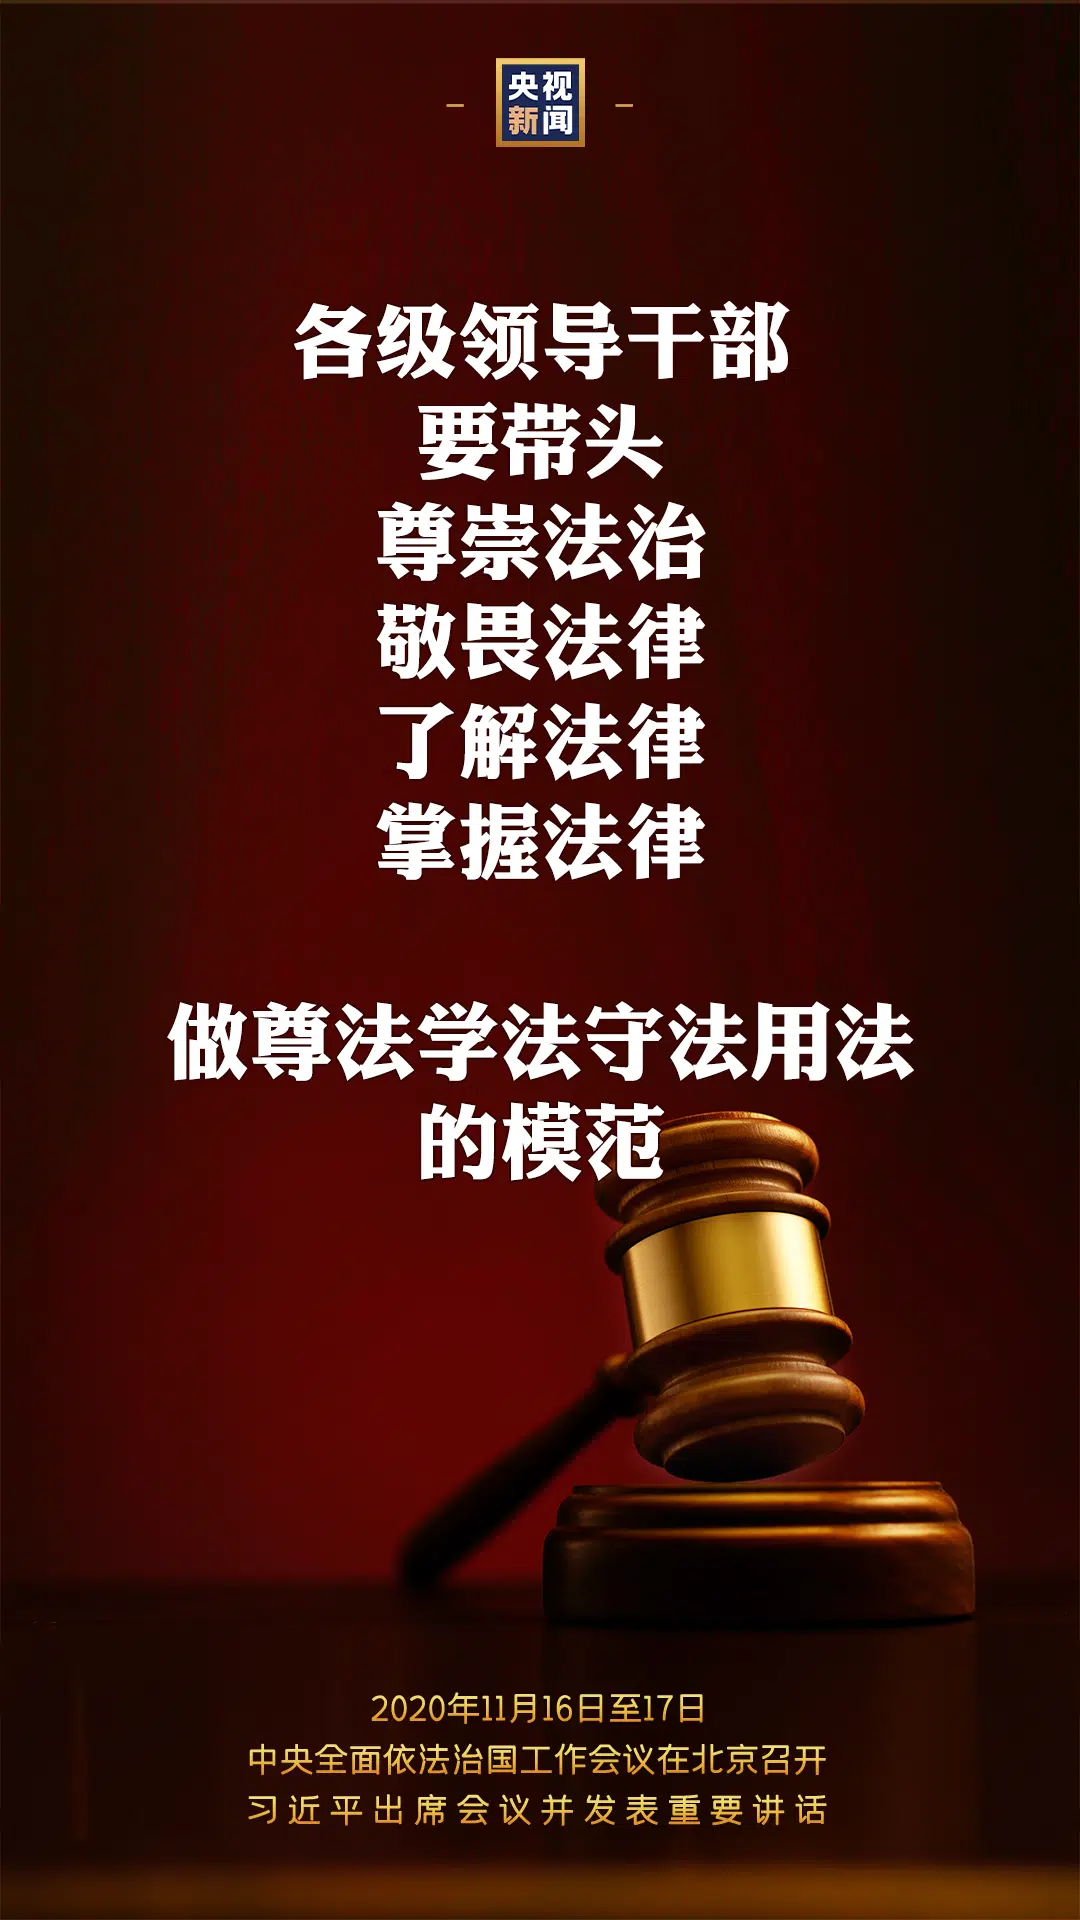 央视
新闻
各级领导干部
要带头
尊崇法治
敬畏法律
了解法律
掌握法律
做尊法学法守法用法
的模范
2020年11月16日至17日
中央全面依法治国工作会议在北京召开
习近平出席会议并发表重要讲话